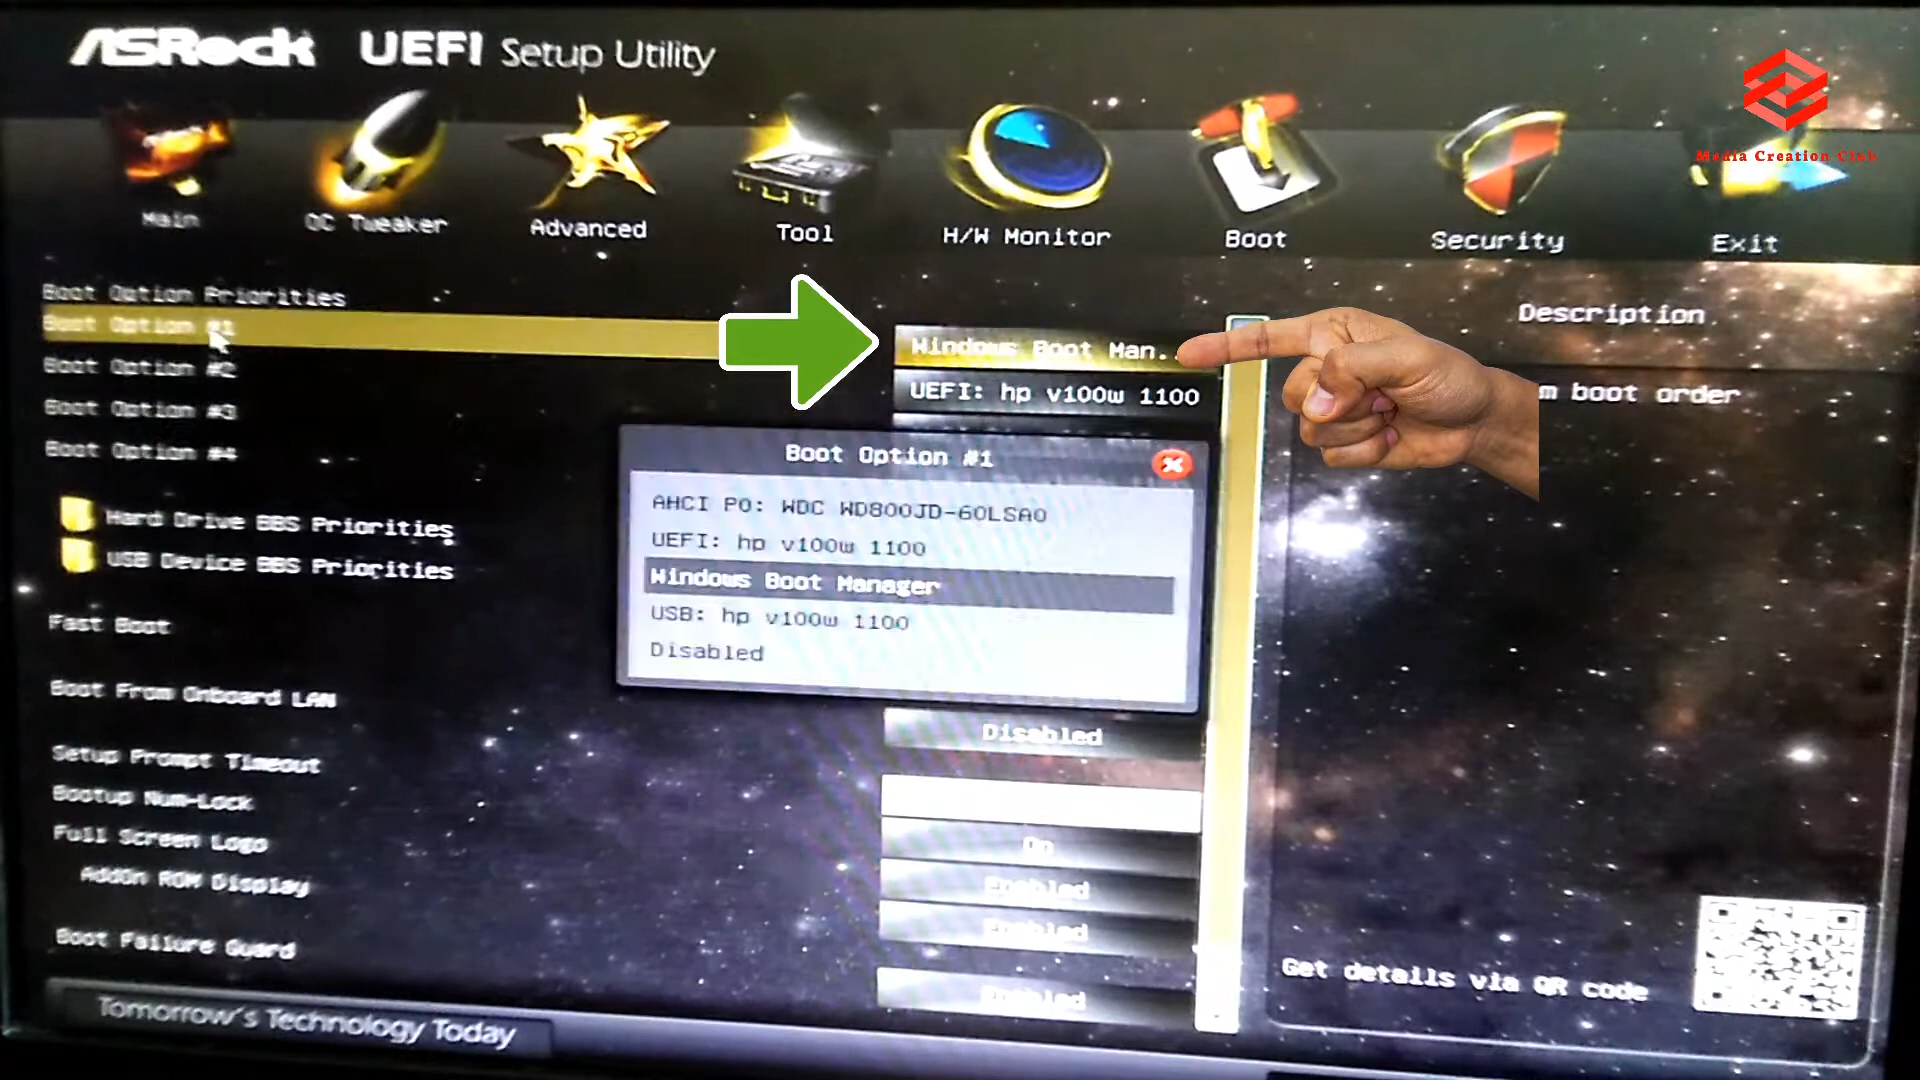 ASRock UEFI Setup Utility
Media Creation Club
Main
OC Tweaker
Advanced
Tool
H/W Monitor
Boot
Security
Exit
Boot Option Priorities
Boot Option #1
Windows Boot Man..
Boot Option #2
UEFI: hp v100w 1100
Boot Option #3
Boot Option #4
Hard Drive BBS Priorities
USB Device BBS Priorities
Fast Boot
Boot From Onboard LAN
Disabled
Setup Prompt Timeout
Bootup Num-Lock
On
Full Screen Logo
Enabled
AddOn ROM Display
Enabled
Boot Failure Guard
Enabled
Boot Option #1
AHCI P0: WDC WD800JD-60LSA0
UEFI: hp v100w 1100
Windows Boot Manager
USB: hp v100w 1100
Disabled
Description
m boot order
Get details via QR code
Tomorrow's Technology Today